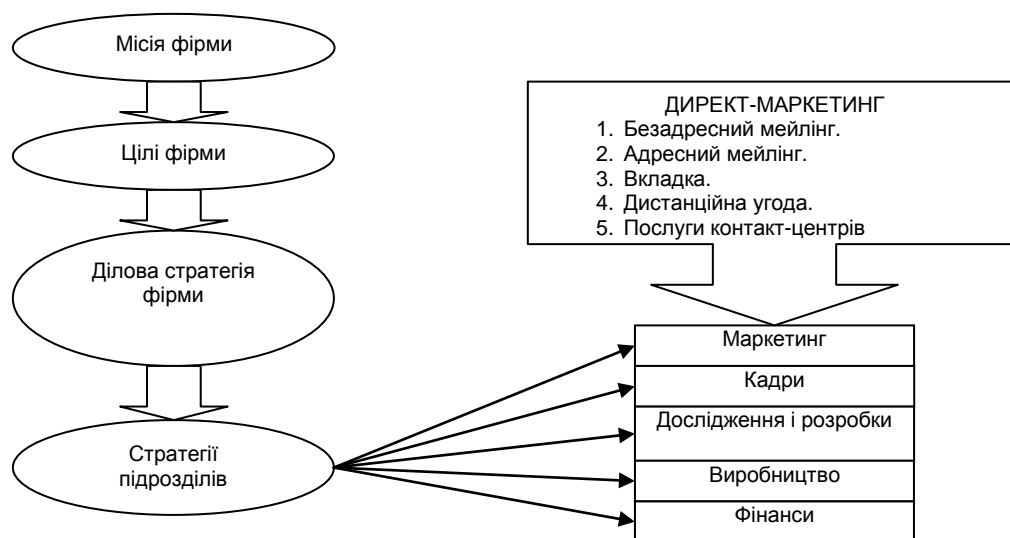 Місія фірми
Цілі фірми
Ділова стратегія
фірми
Стратегії
підрозділів
ДИРЕКТ-МАРКЕТИНГ
1. Безадресний мейлінг.
2. Адресний мейлінг.
3. Вкладка.
4. Дистанційна угода.
5. Послуги контакт-центрів
Маркетинг
Кадри
Дослідження і розробки
Виробництво
Фінанси